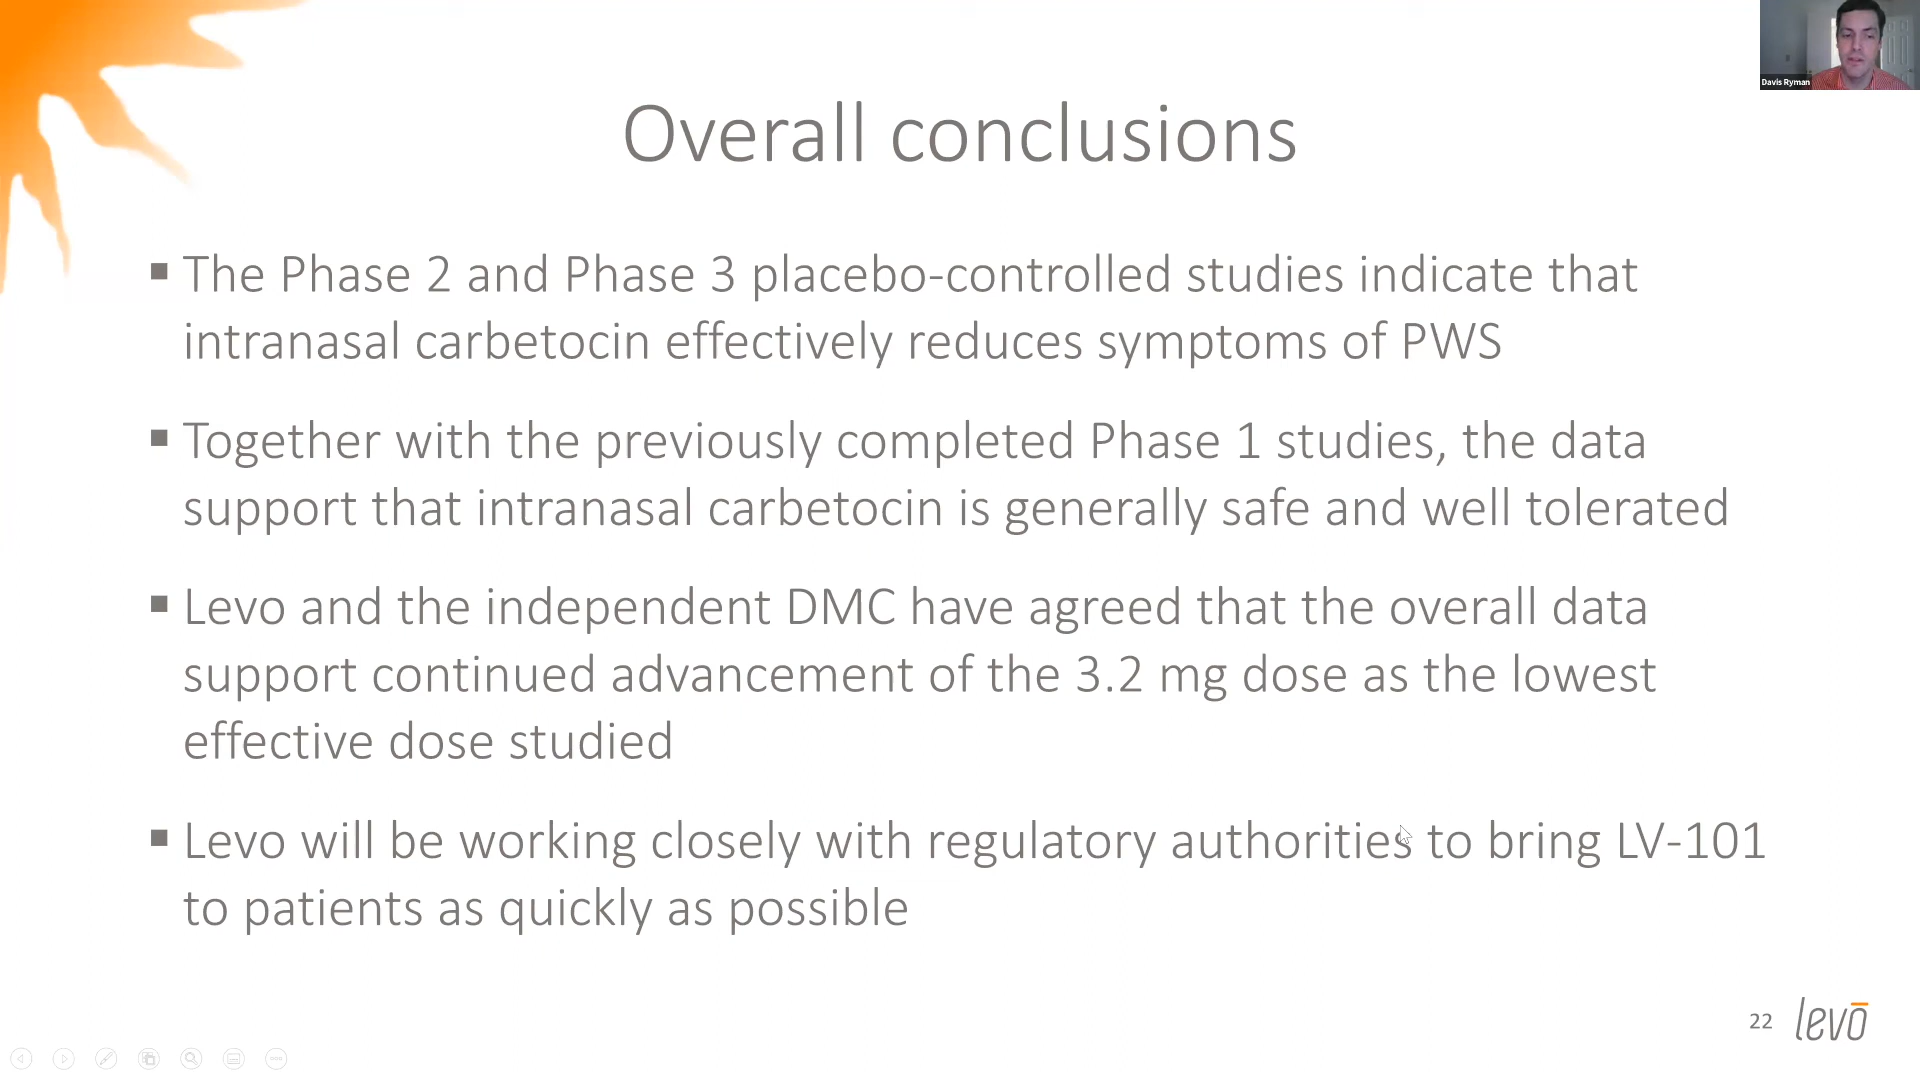 Davis Ryman
Overall conclusions
▪ The Phase 2 and Phase 3 placebo-controlled studies indicate that
intranasal carbetocin effectively reduces symptoms of PWS
▪ Together with the previously completed Phase 1 studies, the data
support that intranasal carbetocin is generally safe and well tolerated
▪ Levo and the independent DMC have agreed that the overall data
support continued advancement of the 3.2 mg dose as the lowest
effective dose studied
▪ Levo will be working closely with regulatory authorities to bring LV-101
to patients as quickly as possible
22
levō